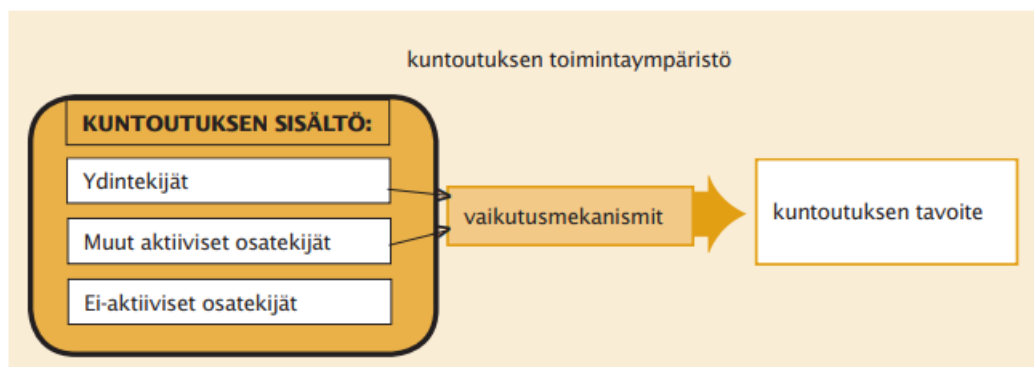 kuntoutuksen toimintaympäristö
KUNTOUTUKSEN SISÄLTÖ:
Ydintekijät
Muut aktiiviset osatekijät
Ei-aktiiviset osatekijät
vaikutusmekanismit
kuntoutuksen tavoite